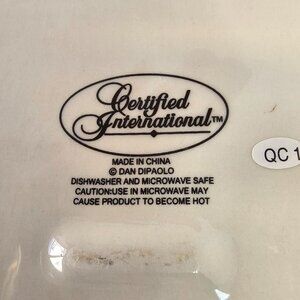 Certified
International™
MADE IN CHINA
© DAN DIPAOLO
DISHWASHER AND MICROWAVE SAFE
CAUTION:USE IN MICROWAVE MAY
CAUSE PRODUCT TO BECOME HOT
QC 1